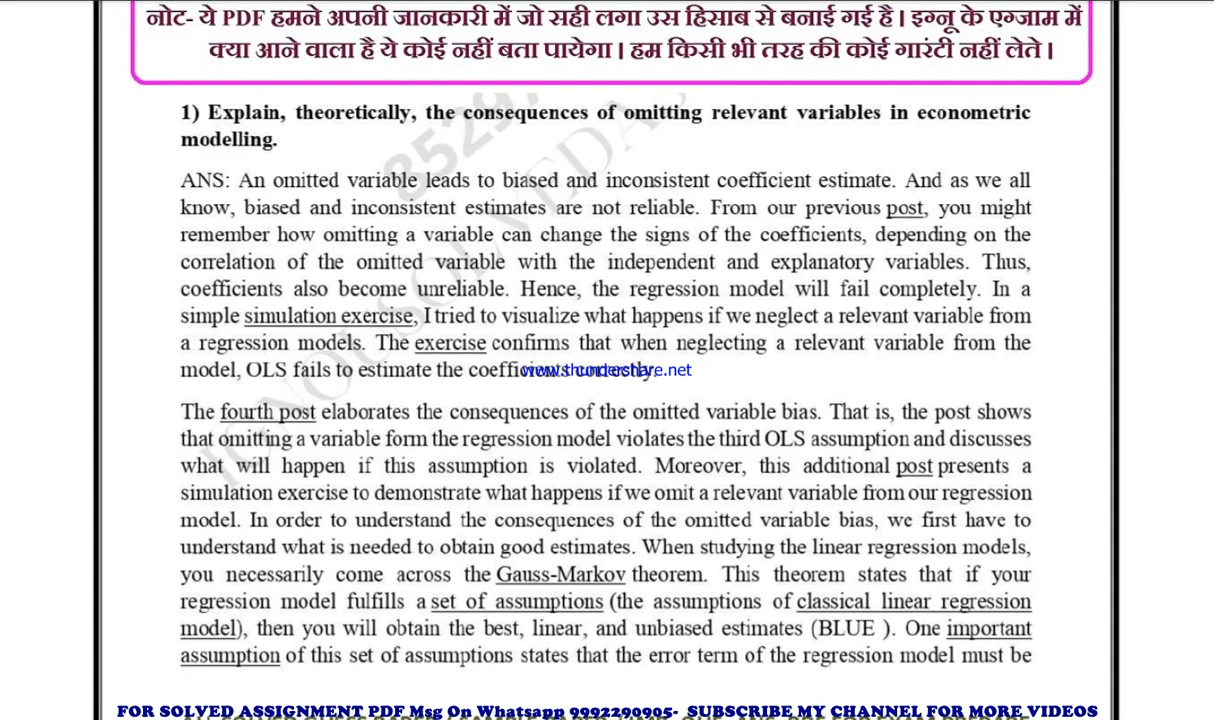 नोट- ये PDF हमने अपनी जानकारी में जो सही लगा उस हिसाब से बनाई गई है। इग्नू के एग्जाम में
क्या आने वाला है ये कोई नहीं बता पायेगा। हम किसी भी तरह की कोई गारंटी नहीं लेते।
1) Explain, theoretically, the consequences of omitting relevant variables in econometric
modelling.
ANS: An omitted variable leads to biased and inconsistent coefficient estimate. And as we all
know, biased and inconsistent estimates are not reliable. From our previous post, you might
remember how omitting a variable can change the signs of the coefficients, depending on the
correlation of the omitted variable with the independent and explanatory variables. Thus,
coefficients also become unreliable. Hence, the regression model will fail completely. In a
simple simulation exercise, I tried to visualize what happens if we neglect a relevant variable from
a regression models. The exercise confirms that when neglecting a relevant variable from the
model, OLS fails to estimate the coefficients correctly.
www.thundershare.net
The fourth post elaborates the consequences of the omitted variable bias. That is, the post shows
that omitting a variable form the regression model violates the third OLS assumption and discusses
what will happen if this assumption is violated. Moreover, this additional post presents a
simulation exercise to demonstrate what happens if we omit a relevant variable from our regression
model. In order to understand the consequences of the omitted variable bias, we first have to
understand what is needed to obtain good estimates. When studying the linear regression models,
you necessarily come across the Gauss-Markov theorem. This theorem states that if your
regression model fulfills a set of assumptions (the assumptions of classical linear regression
model), then you will obtain the best, linear, and unbiased estimates (BLUE ). One important
assumption of this set of assumptions states that the error term of the regression model must be
FOR SOLVED ASSIGNMENT PDF Msg On Whatsapp 9992290905- SUBSCRIBE MY CHANNEL FOR MORE VIDEOS